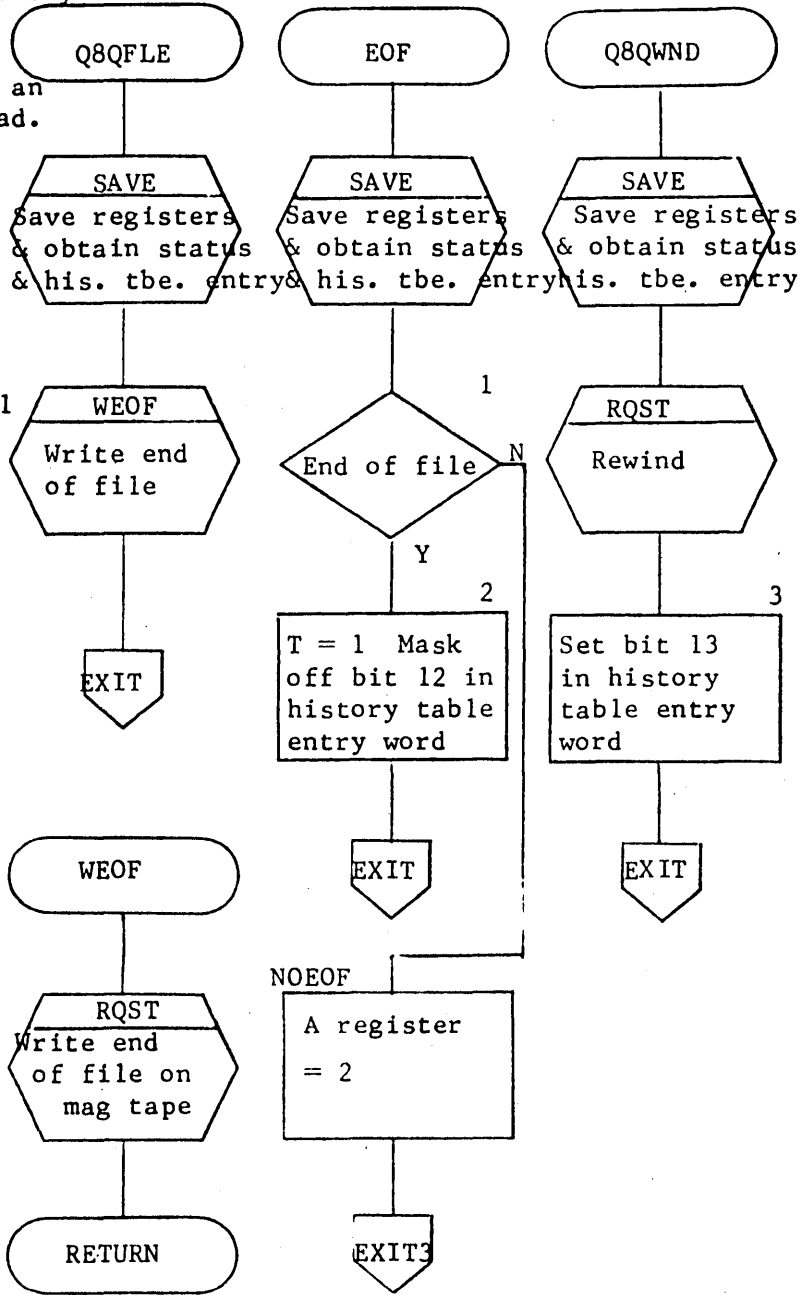 Q8QFLE
an
ad.
SAVE
Save registers
& obtain status
& his. tbe. entry
1
WEOF
Write end
of file
EXIT
WEOF
RQST
Write end
of file on
mag tape
RETURN
EOF
SAVE
Save registers
& obtain status
& his. tbe. entry
1
End of file
N
Y
2
T = 1 Mask
off bit 12 in
history table
entry word
EXIT
NOEOF
A register
= 2
EXIT3
Q8QWND
SAVE
Save registers
& obtain status
his. tbe. entry
RQST
Rewind
3
Set bit 13
in history
table entry
word
EXIT